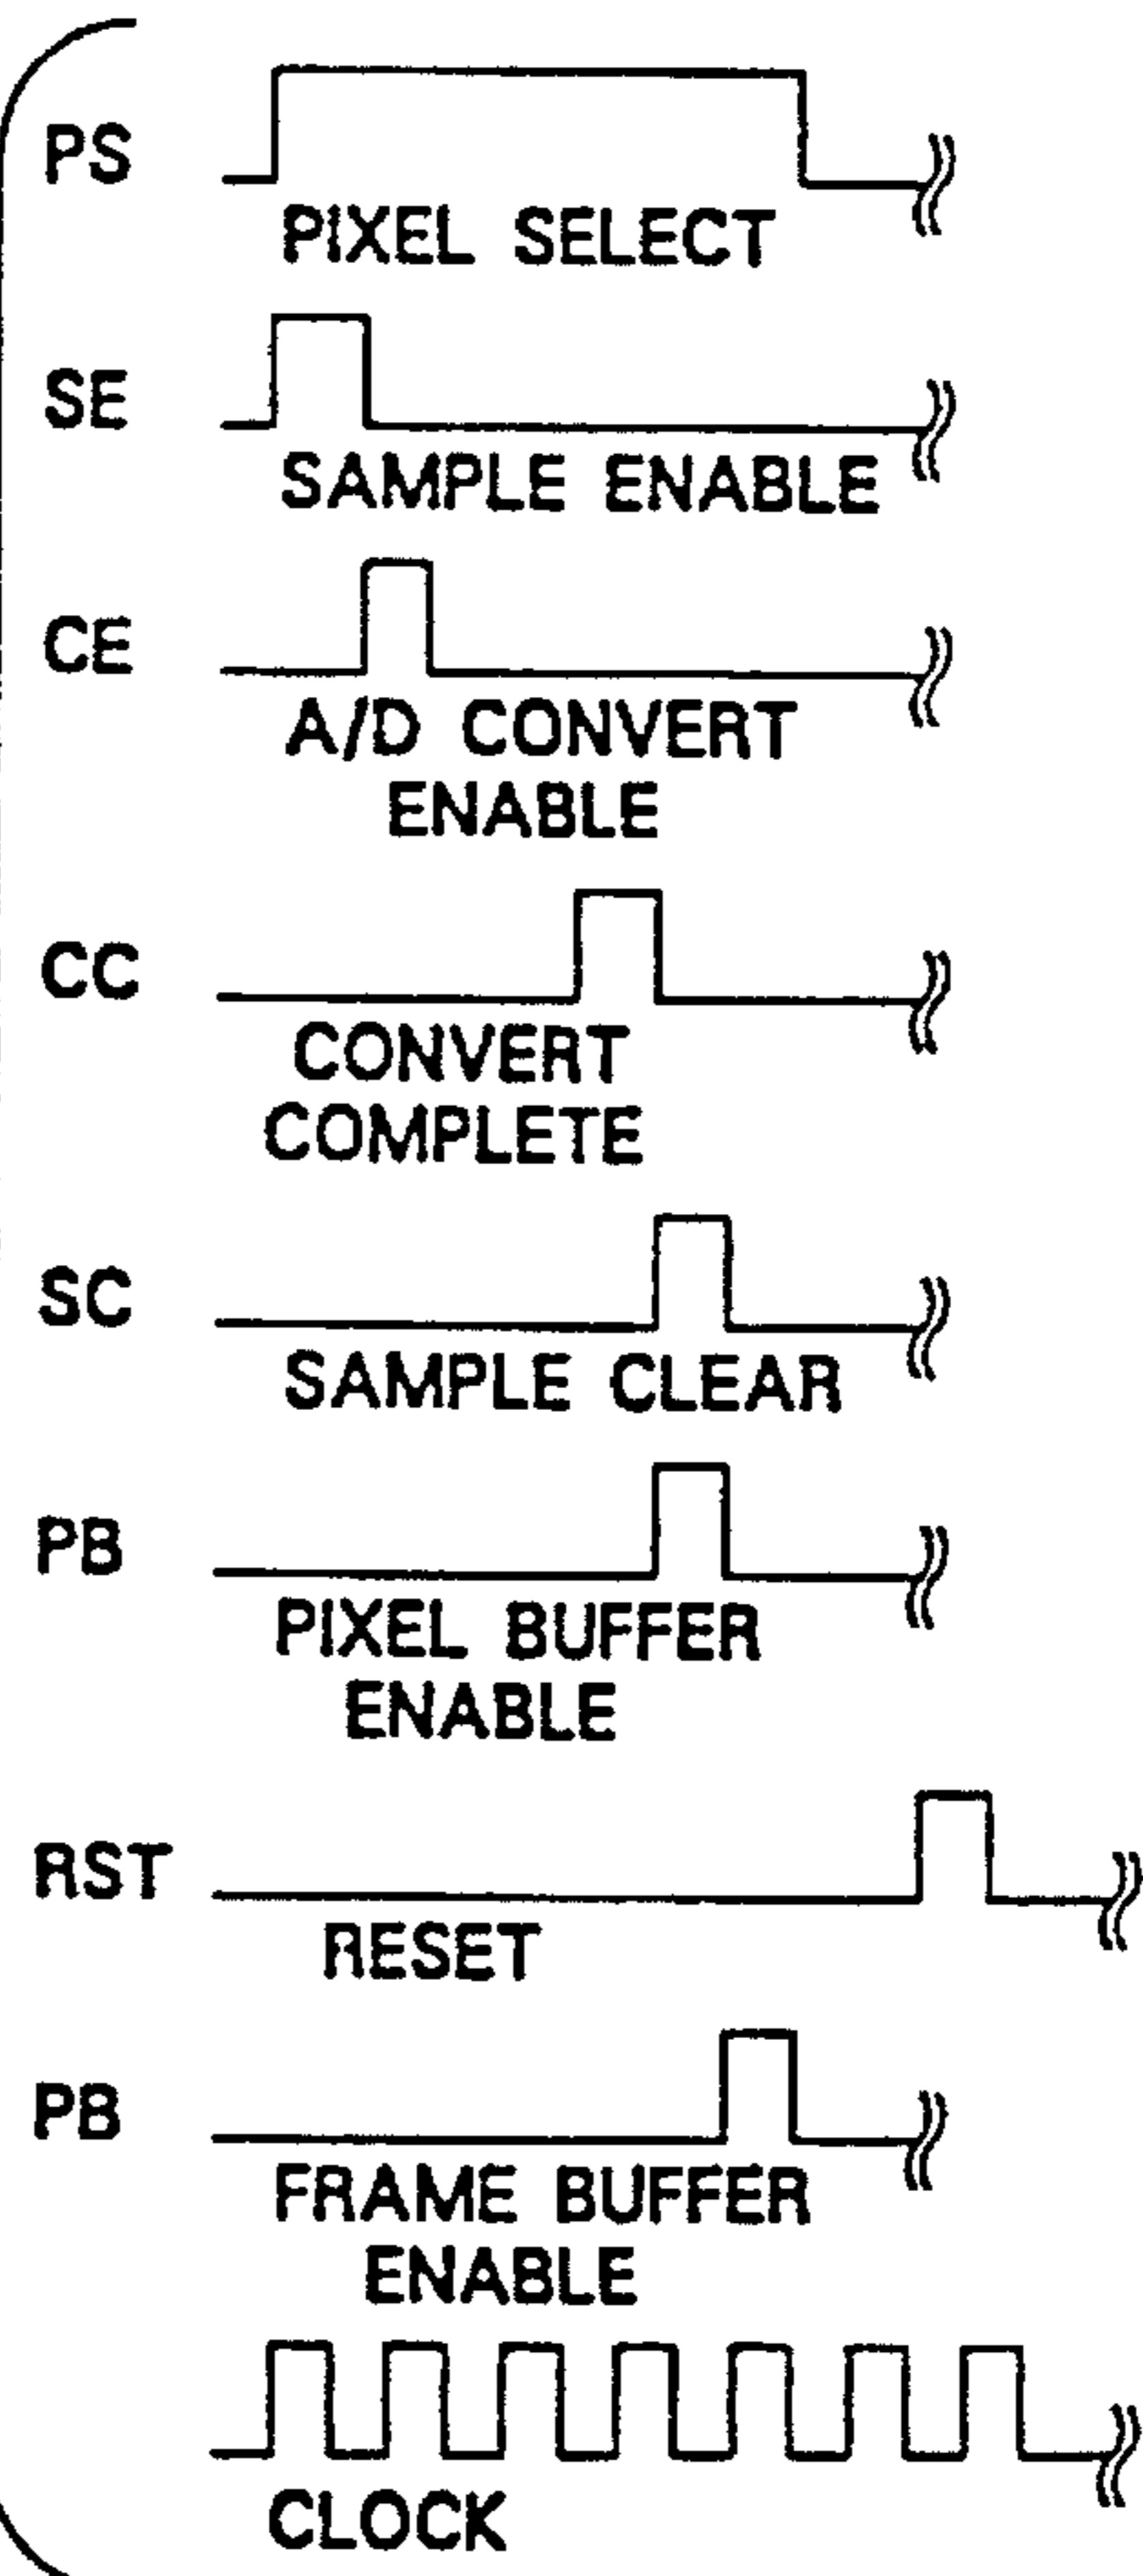 PS
PIXEL SELECT
SE
SAMPLE ENABLE
CE
A/D CONVERT
ENABLE
CC
CONVERT
COMPLETE
SC
SAMPLE CLEAR
PB
PIXEL BUFFER
ENABLE
RST
RESET
PB
FRAME BUFFER
ENABLE
CLOCK